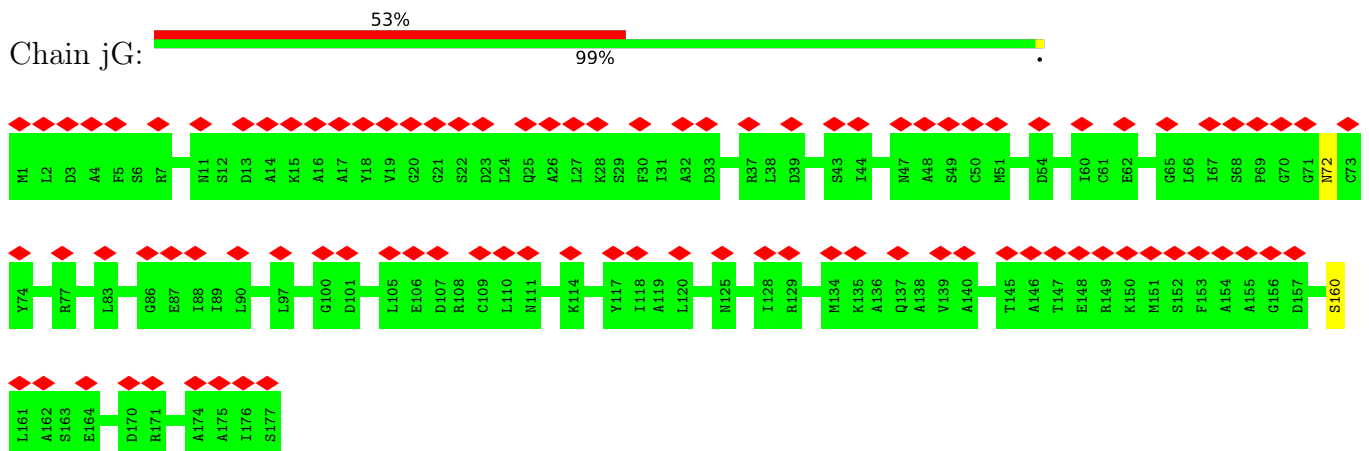 53%
Chain jG:
99%
.
M1 L2 D3 A4 F5 S6 R7 N11 S12 D13 A14 K15 A16 A17 Y18 V19 G20 G21 S22 D23 L24 Q25 A26 L27 K28 S29 F30 I31 A32 D33 R37 L38 D39 S43 I44 N47 A48 S49 C50 M51 D54 I60 C61 E62 G65 L66 I67 S68 P69 G70 G71 N72 C73
Y74 R77 L83 G86 E87 I88 I89 L90 L97 G100 D101 L105 E106 D107 R108 C109 L110 N111 K114 Y117 I118 A119 L120 N125 I128 R129 M134 K135 A136 Q137 A138 V139 A140 T145 A146 T147 E148 R149 K150 M151 S152 F153 A154 A155 G156 D157 S160
L161 A162 S163 E164 D170 R171 A174 A175 I176 S177